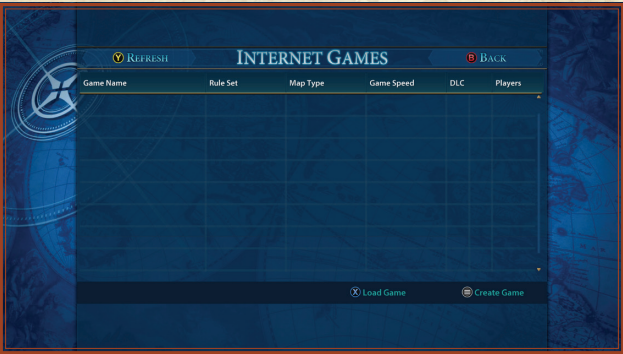 Y REFRESH INTERNET GAMES B BACK
Game Name Rule Set Map Type Game Speed DLC Players
X Load Game Create Game